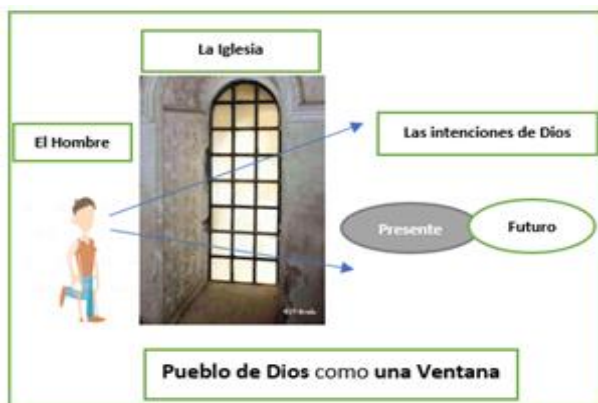 La Iglesia
El Hombre
Las intenciones de Dios
Presente
Futuro
Pueblo de Dios como una Ventana